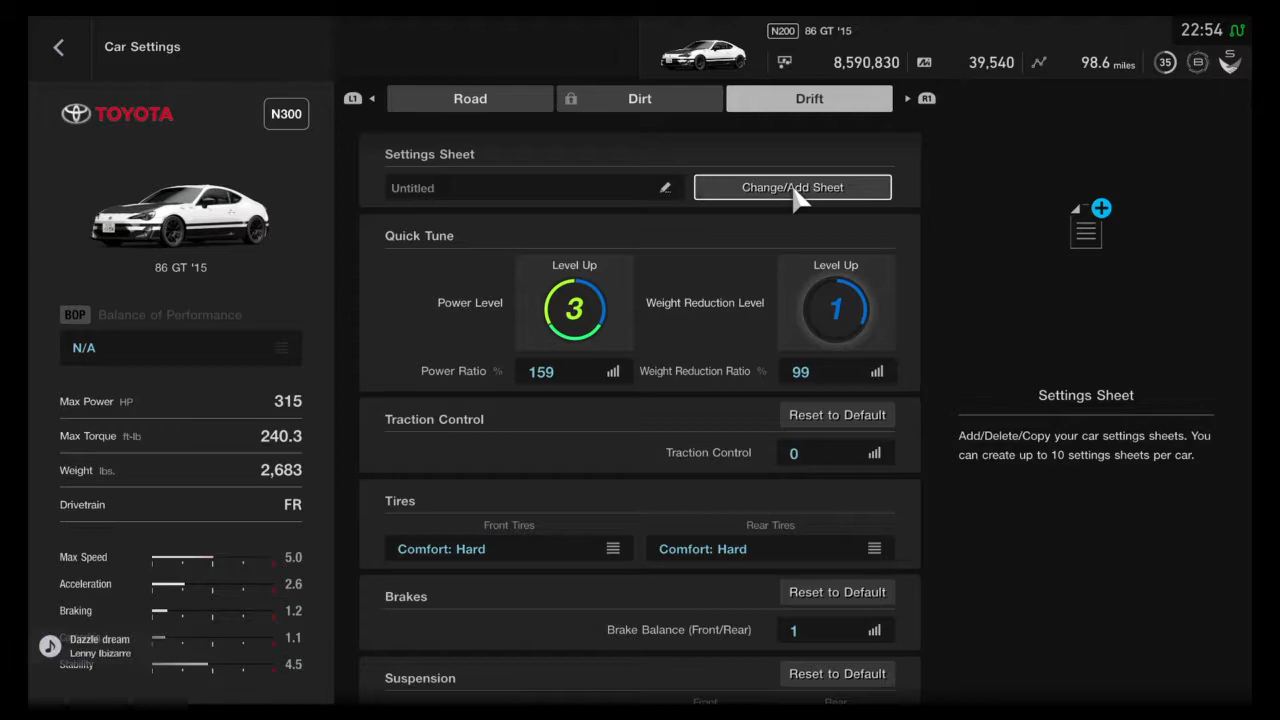 Car Settings
N200 86 GT '15
22:54
8,590,830
39,540
98.6 miles
35
B
S
TOYOTA
N300
86 GT '15
BOP Balance of Performance
N/A
Max Power HP 315
Max Torque ft-lb 240.3
Weight lbs. 2,683
Drivetrain FR
Max Speed 5.0
Acceleration 2.6
Braking 1.2
1.1
Stability 4.5
Dazzle dream
Lenny Ibizarre
L1 Road Dirt Drift R1
Settings Sheet
Untitled Change/Add Sheet
Quick Tune
Level Up Level Up
Power Level 3 Weight Reduction Level 1
Power Ratio % 159 Weight Reduction Ratio % 99
Traction Control Reset to Default
Traction Control 0
Tires
Front Tires Rear Tires
Comfort: Hard Comfort: Hard
Brakes Reset to Default
Brake Balance (Front/Rear) 1
Suspension Reset to Default
Front Rear
Settings Sheet
Add/Delete/Copy your car settings sheets. You
can create up to 10 settings sheets per car.